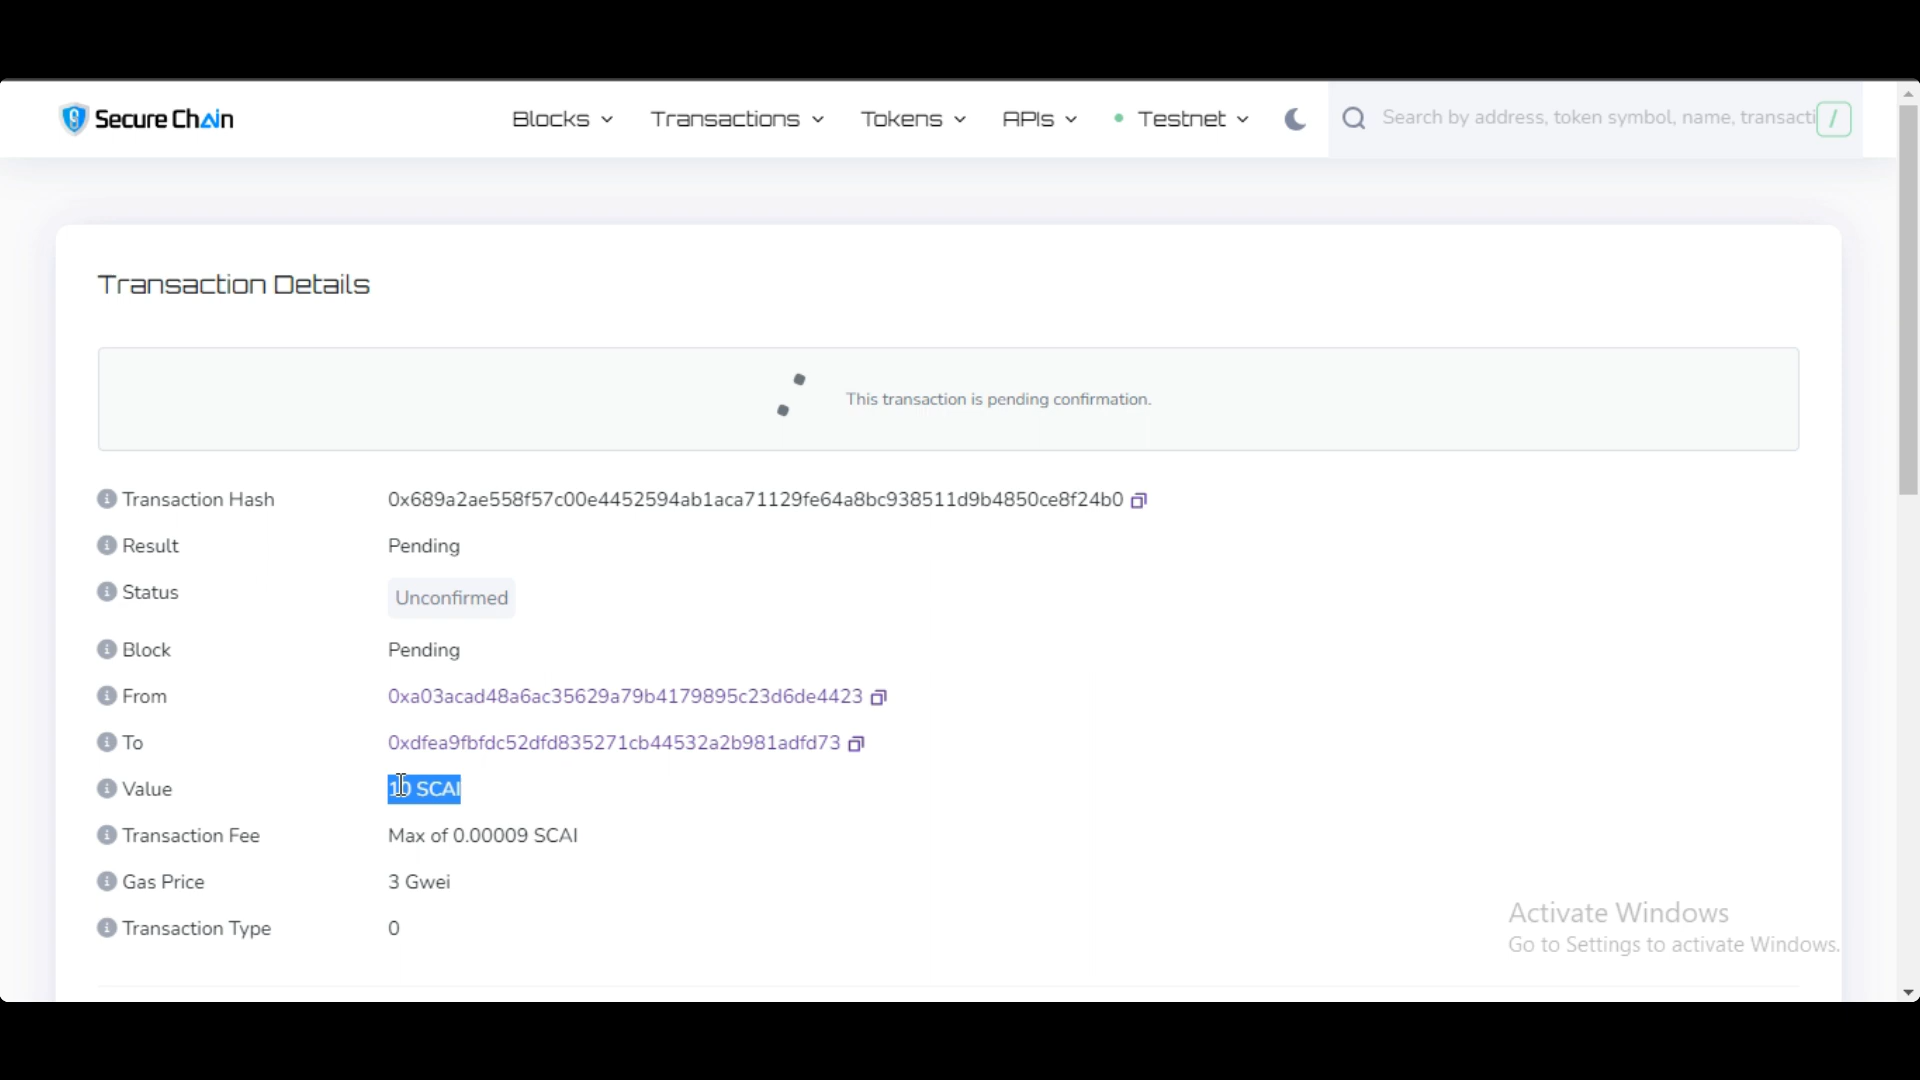 Secure Chain
Blocks
Transactions
Tokens
APIs
Testnet
Search by address, token symbol, name, transacti
/
Transaction Details
This transaction is pending confirmation.
Transaction Hash 0x689a2ae558f57c00e4452594ab1aca71129fe64a8bc938511d9b4850ce8f24b0
Result Pending
Status Unconfirmed
Block Pending
From 0xa03acad48a6ac35629a79b4179895c23d6de4423
To 0xdfea9fbfdc52dfd835271cb44532a2b981adfd73
Value 10 SCAI
Transaction Fee Max of 0.00009 SCAI
Gas Price 3 Gwei
Transaction Type 0
Activate Windows
Go to Settings to activate Windows.